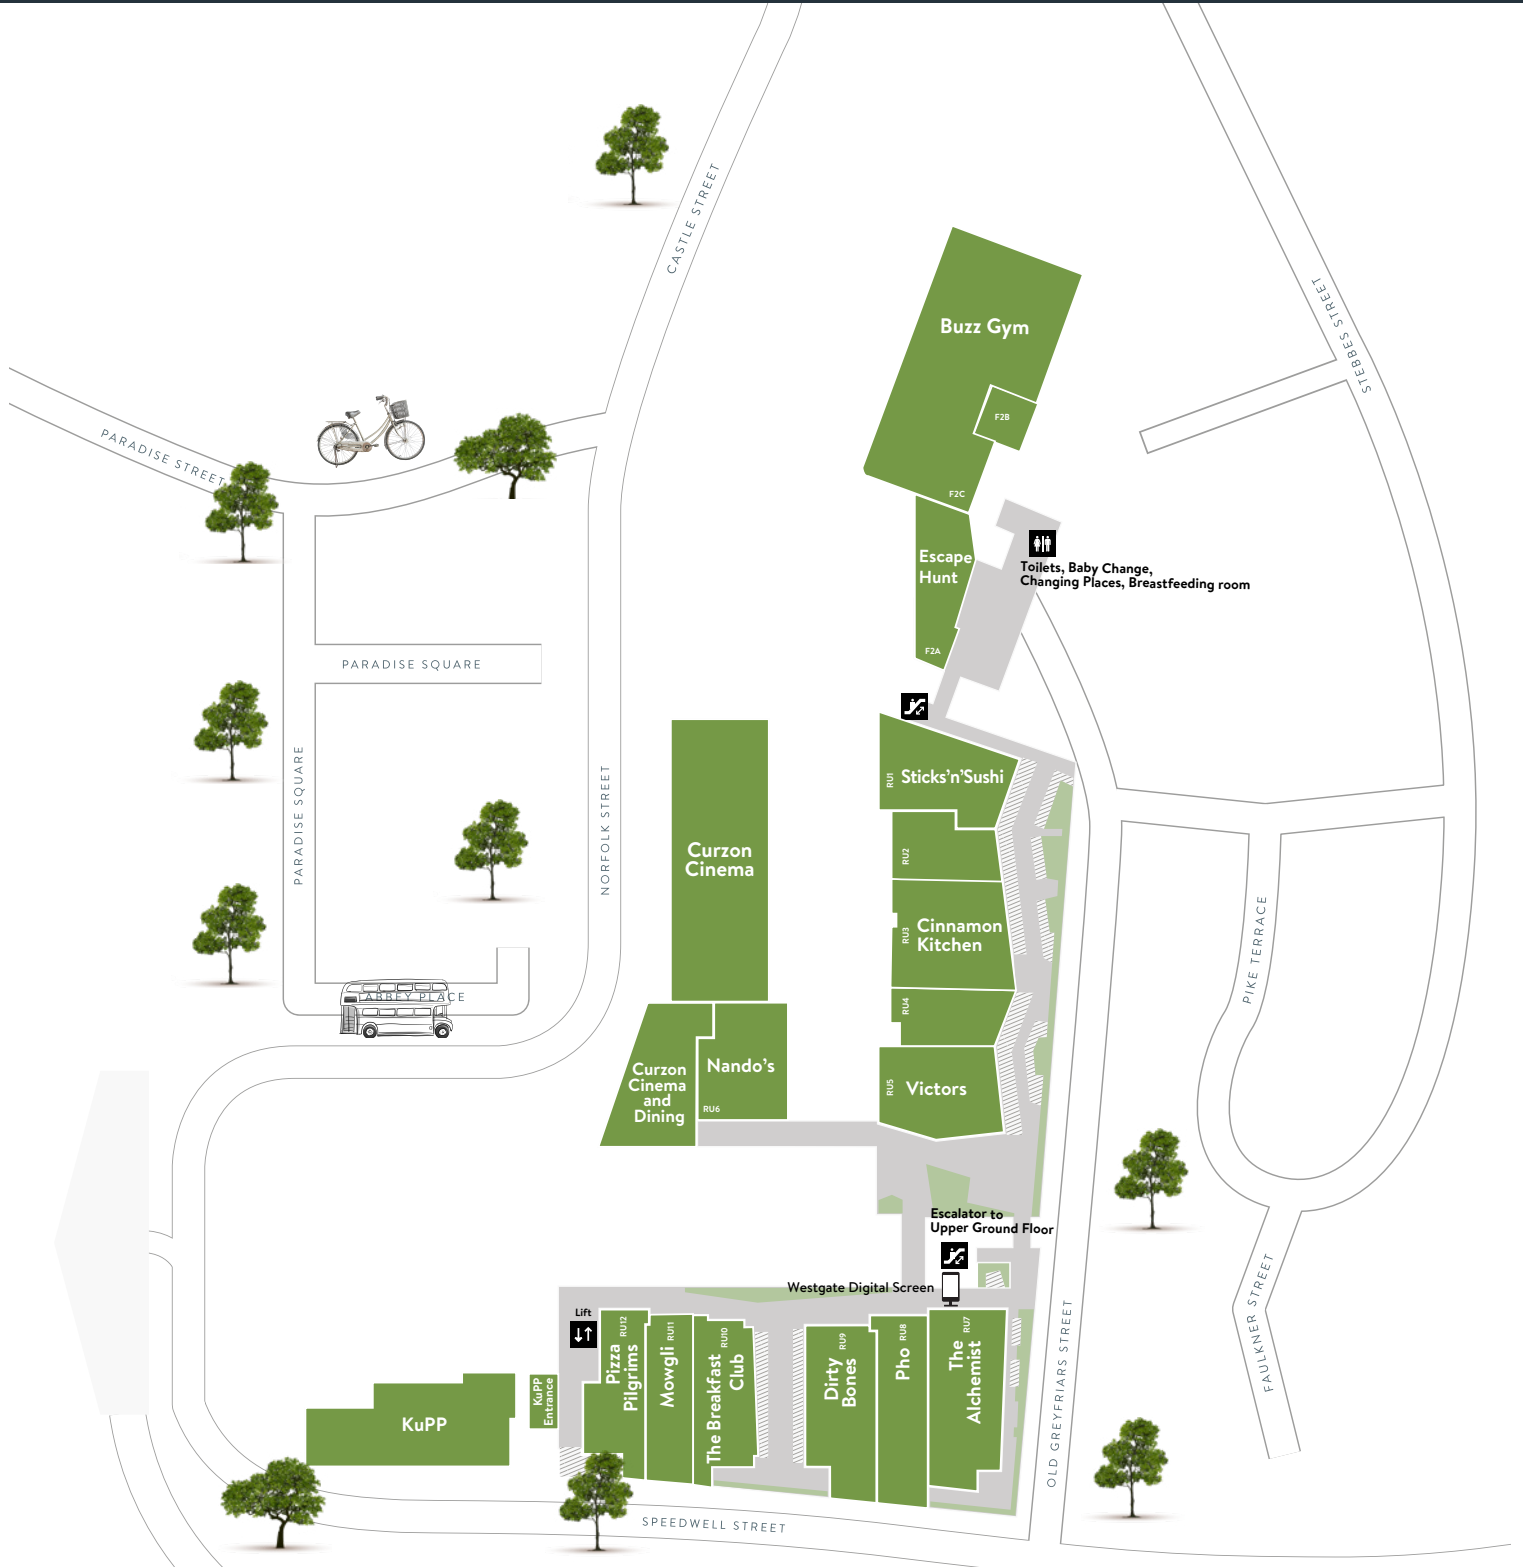 CASTLE STREET
STEBBES STREET
Buzz Gym
F2B
PARADISE STREET
F2C
Escape
Hunt
Toilets, Baby Change,
Changing Places, Breastfeeding room
F2A
PARADISE SQUARE
PARADISE SQUARE
NORFOLK STREET
RU1
Sticks'n'Sushi
Curzon
Cinema
RU2
RU3
Cinnamon
Kitchen
PIKE TERRACE
ABBEY PLACE
RU4
Curzon
Cinema
and
Dining
Nando's
RU6
RU5
Victors
Escalator to
Upper Ground Floor
Westgate Digital Screen
Lift
RU12
Pizza
Pilgrims
RU11
Mowgli
RU10
The Breakfast
Club
RU9
Dirty
Bones
RU8
Pho
RU7
The
Alchemist
KuPP
Entrance
KuPP
OLD GREYFRIARS STREET
FAULKNER STREET
SPEEDWELL STREET